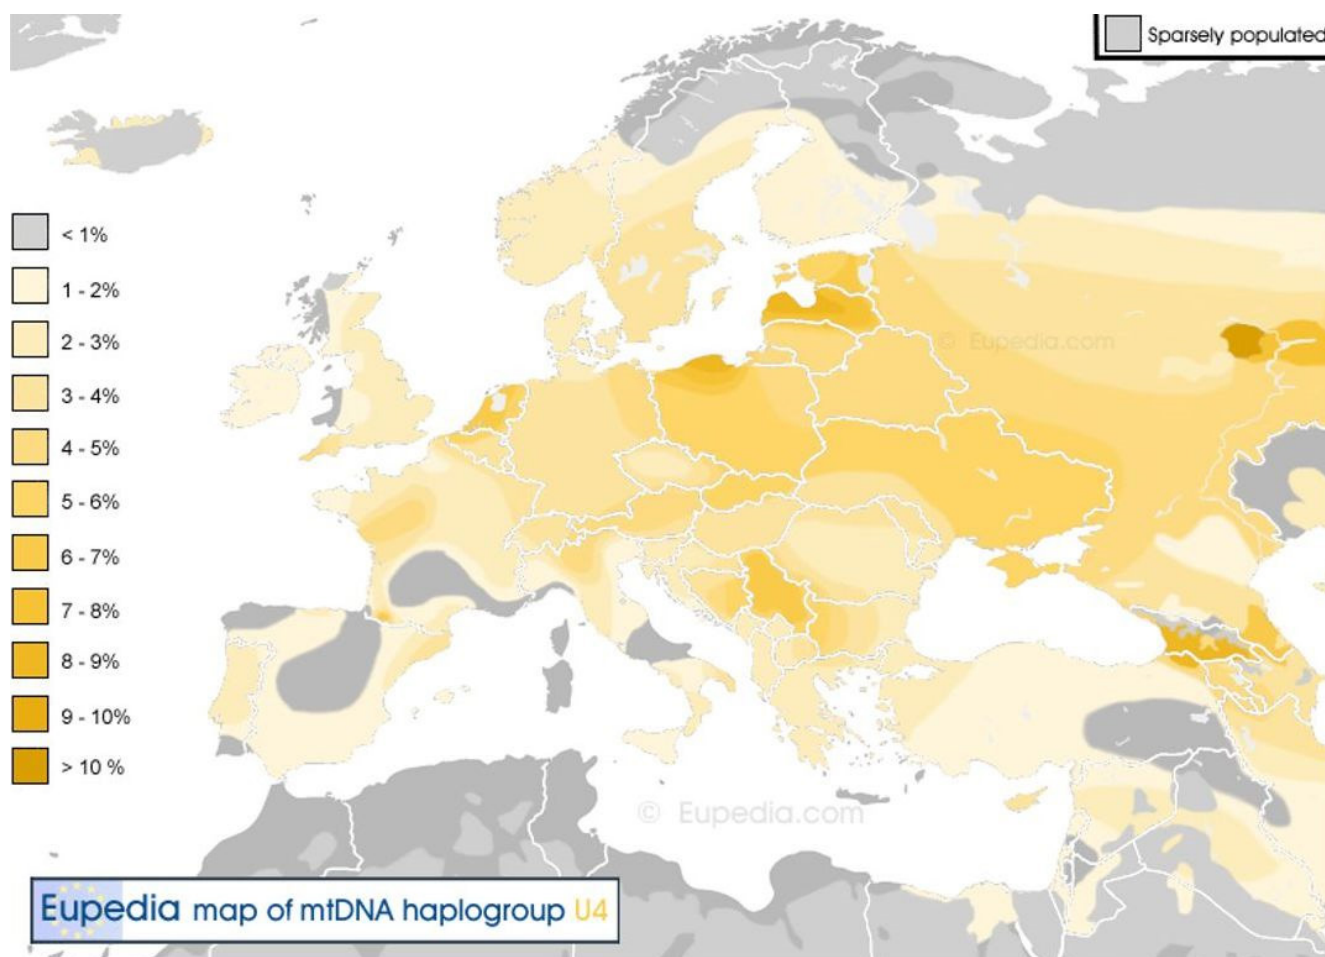 Sparsely populated
< 1%
1 - 2%
2 - 3%
3 - 4%
4 - 5%
5 - 6%
6 - 7%
7 - 8%
8 - 9%
9 - 10%
> 10 %
© Eupedia.com
© Eupedia.com
Eupedia map of mtDNA haplogroup U4